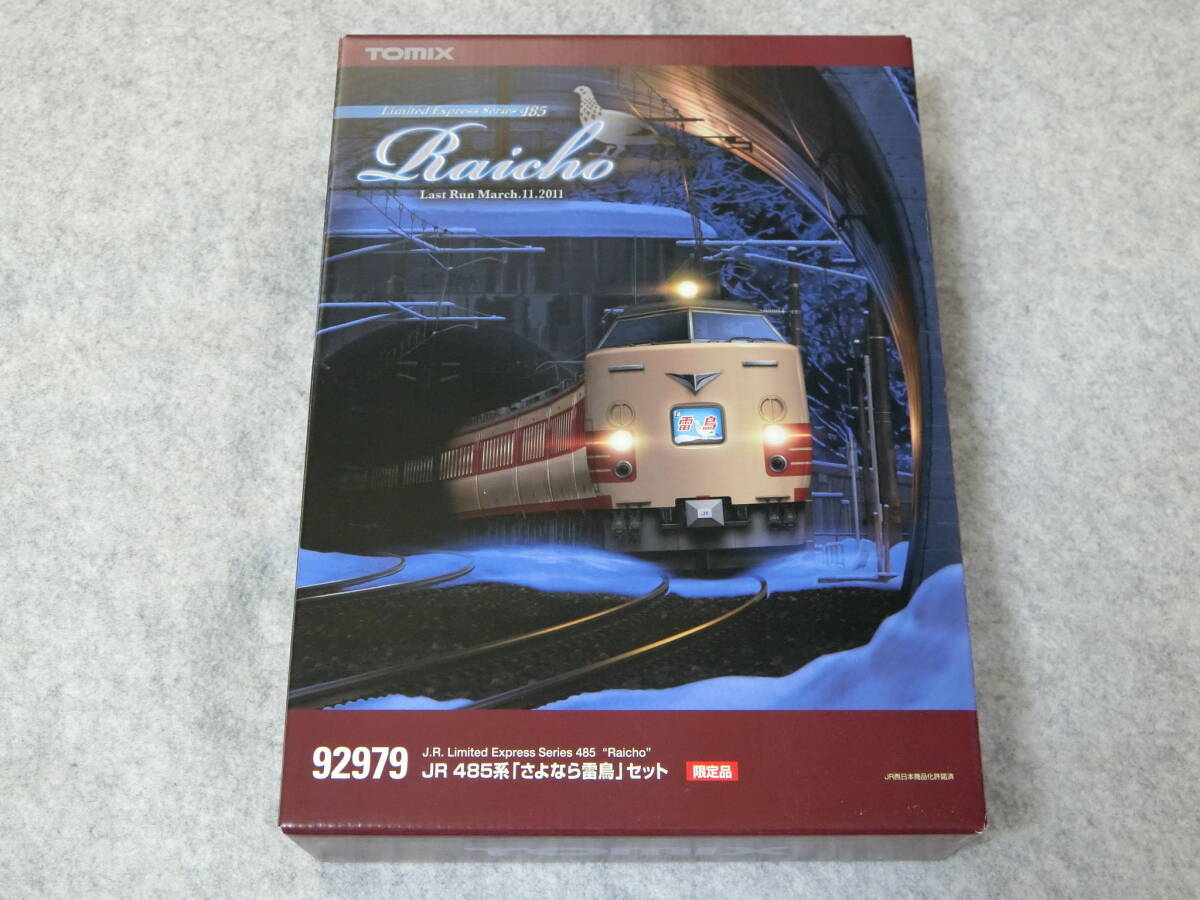 TOMIX
Limited Express Series 485
Raicho
Last Run March.11.2011
雷鳥
JR
92979
J.R. Limited Express Series 485 “Raicho”
JR 485系「さよなら雷鳥」セット 限定品
JR西日本商品化許諾済
TOMIX